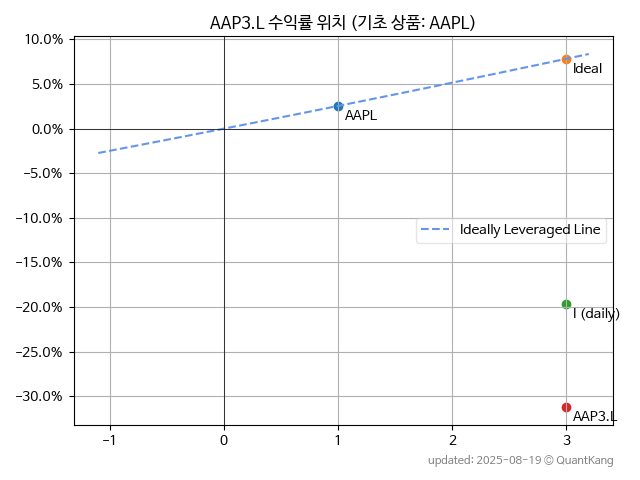 AAP3.L 수익률 위치 (기초 상품: AAPL)
10.0%
5.0%
0.0%
−5.0%
−10.0%
−15.0%
−20.0%
−25.0%
−30.0%
Ideal
AAPL
Ideally Leveraged Line
I (daily)
AAP3.L
−1
0
1
2
3
updated: 2025-08-19 © QuantKang